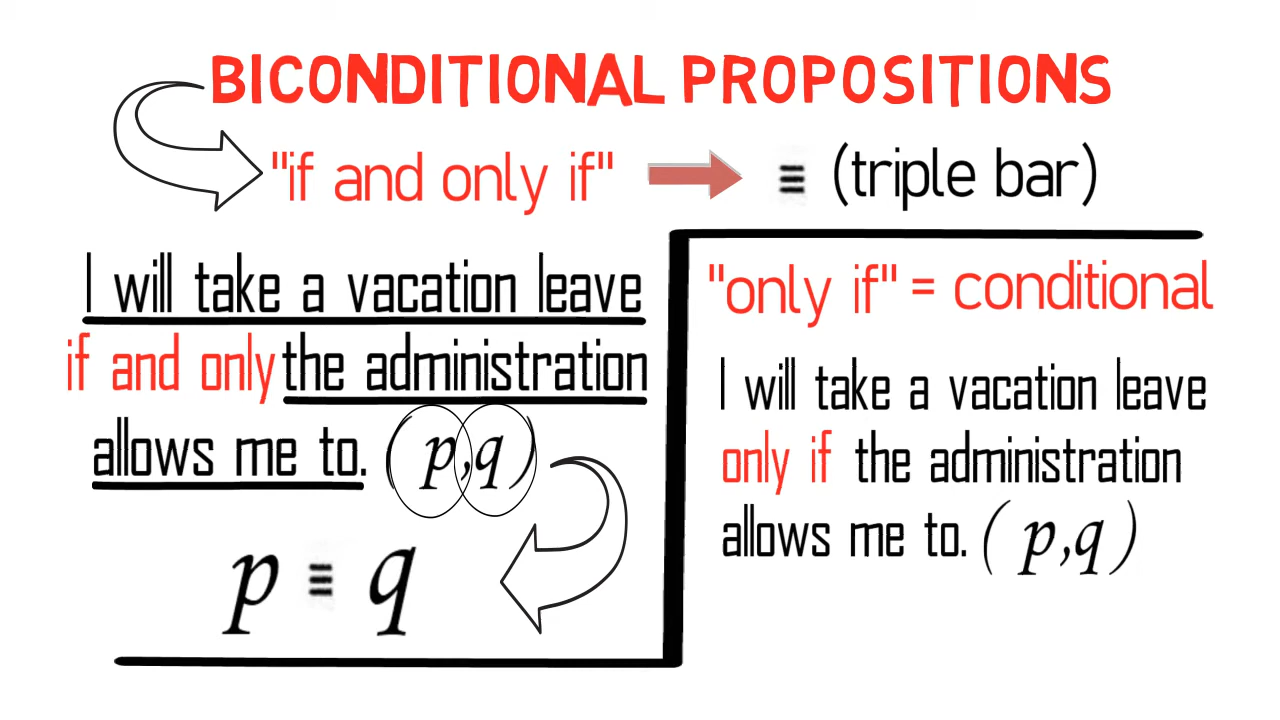 BICONDITIONAL PROPOSITIONS
"if and only if" ≡ (triple bar)
I will take a vacation leave
if and only the administration
allows me to. ( p,q )
p ≡ q
"only if" = conditional
I will take a vacation leave
only if the administration
allows me to. ( p,q )